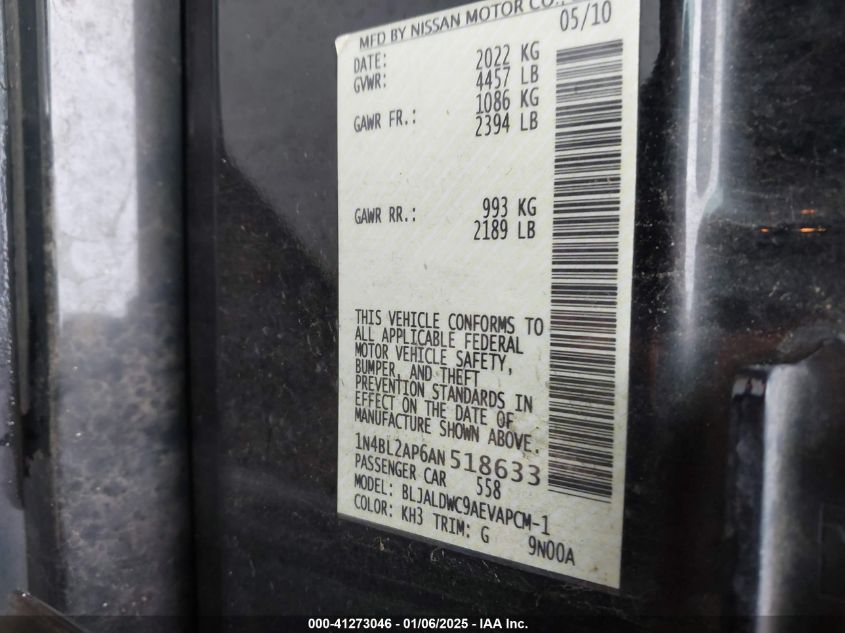 MFD BY NISSAN MOTOR CO.,
DATE: 05/10
GVWR: 2022 KG
4457 LB
GAWR FR.: 1086 KG
2394 LB
GAWR RR.: 993 KG
2189 LB
THIS VEHICLE CONFORMS TO
ALL APPLICABLE FEDERAL
MOTOR VEHICLE SAFETY,
BUMPER, AND THEFT
PREVENTION STANDARDS IN
EFFECT ON THE DATE OF
MANUFACTURE SHOWN ABOVE.
1N4BL2AP6AN518633
PASSENGER CAR 558
MODEL: BLJALDWC9AEVAPCM-1
COLOR: KH3 TRIM: G 9N00A
000-41273046 - 01/06/2025 - IAA Inc.